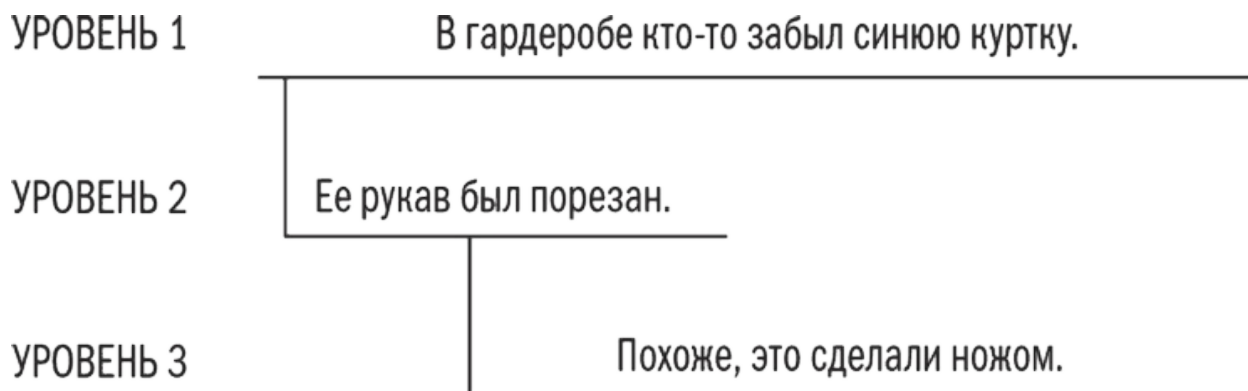 УРОВЕНЬ 1 В гардеробе кто-то забыл синюю куртку.
УРОВЕНЬ 2 Ее рукав был порезан.
УРОВЕНЬ 3 Похоже, это сделали ножом.